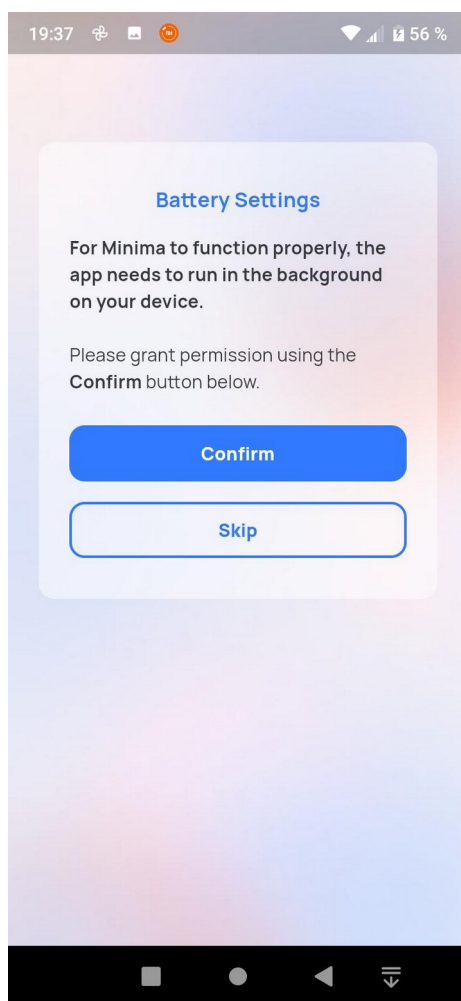 19:37 56 %
Battery Settings
For Minima to function properly, the
app needs to run in the background
on your device.
Please grant permission using the
Confirm button below.
Confirm
Skip